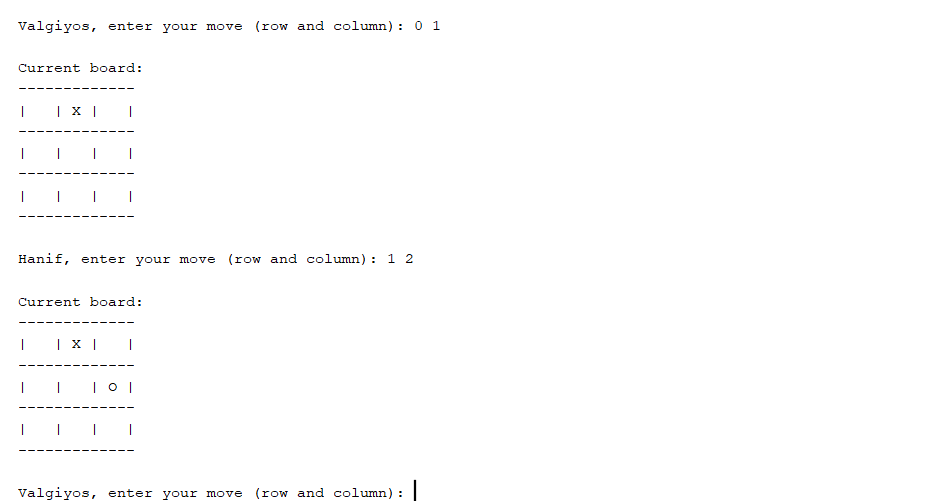 Valgiyos, enter your move (row and column): 0 1
Current board:
-------------
|   | X |   |
-------------
|   |   |   |
-------------
|   |   |   |
-------------
Hanif, enter your move (row and column): 1 2
Current board:
-------------
|   | X |   |
-------------
|   |   | O |
-------------
|   |   |   |
-------------
Valgiyos, enter your move (row and column):